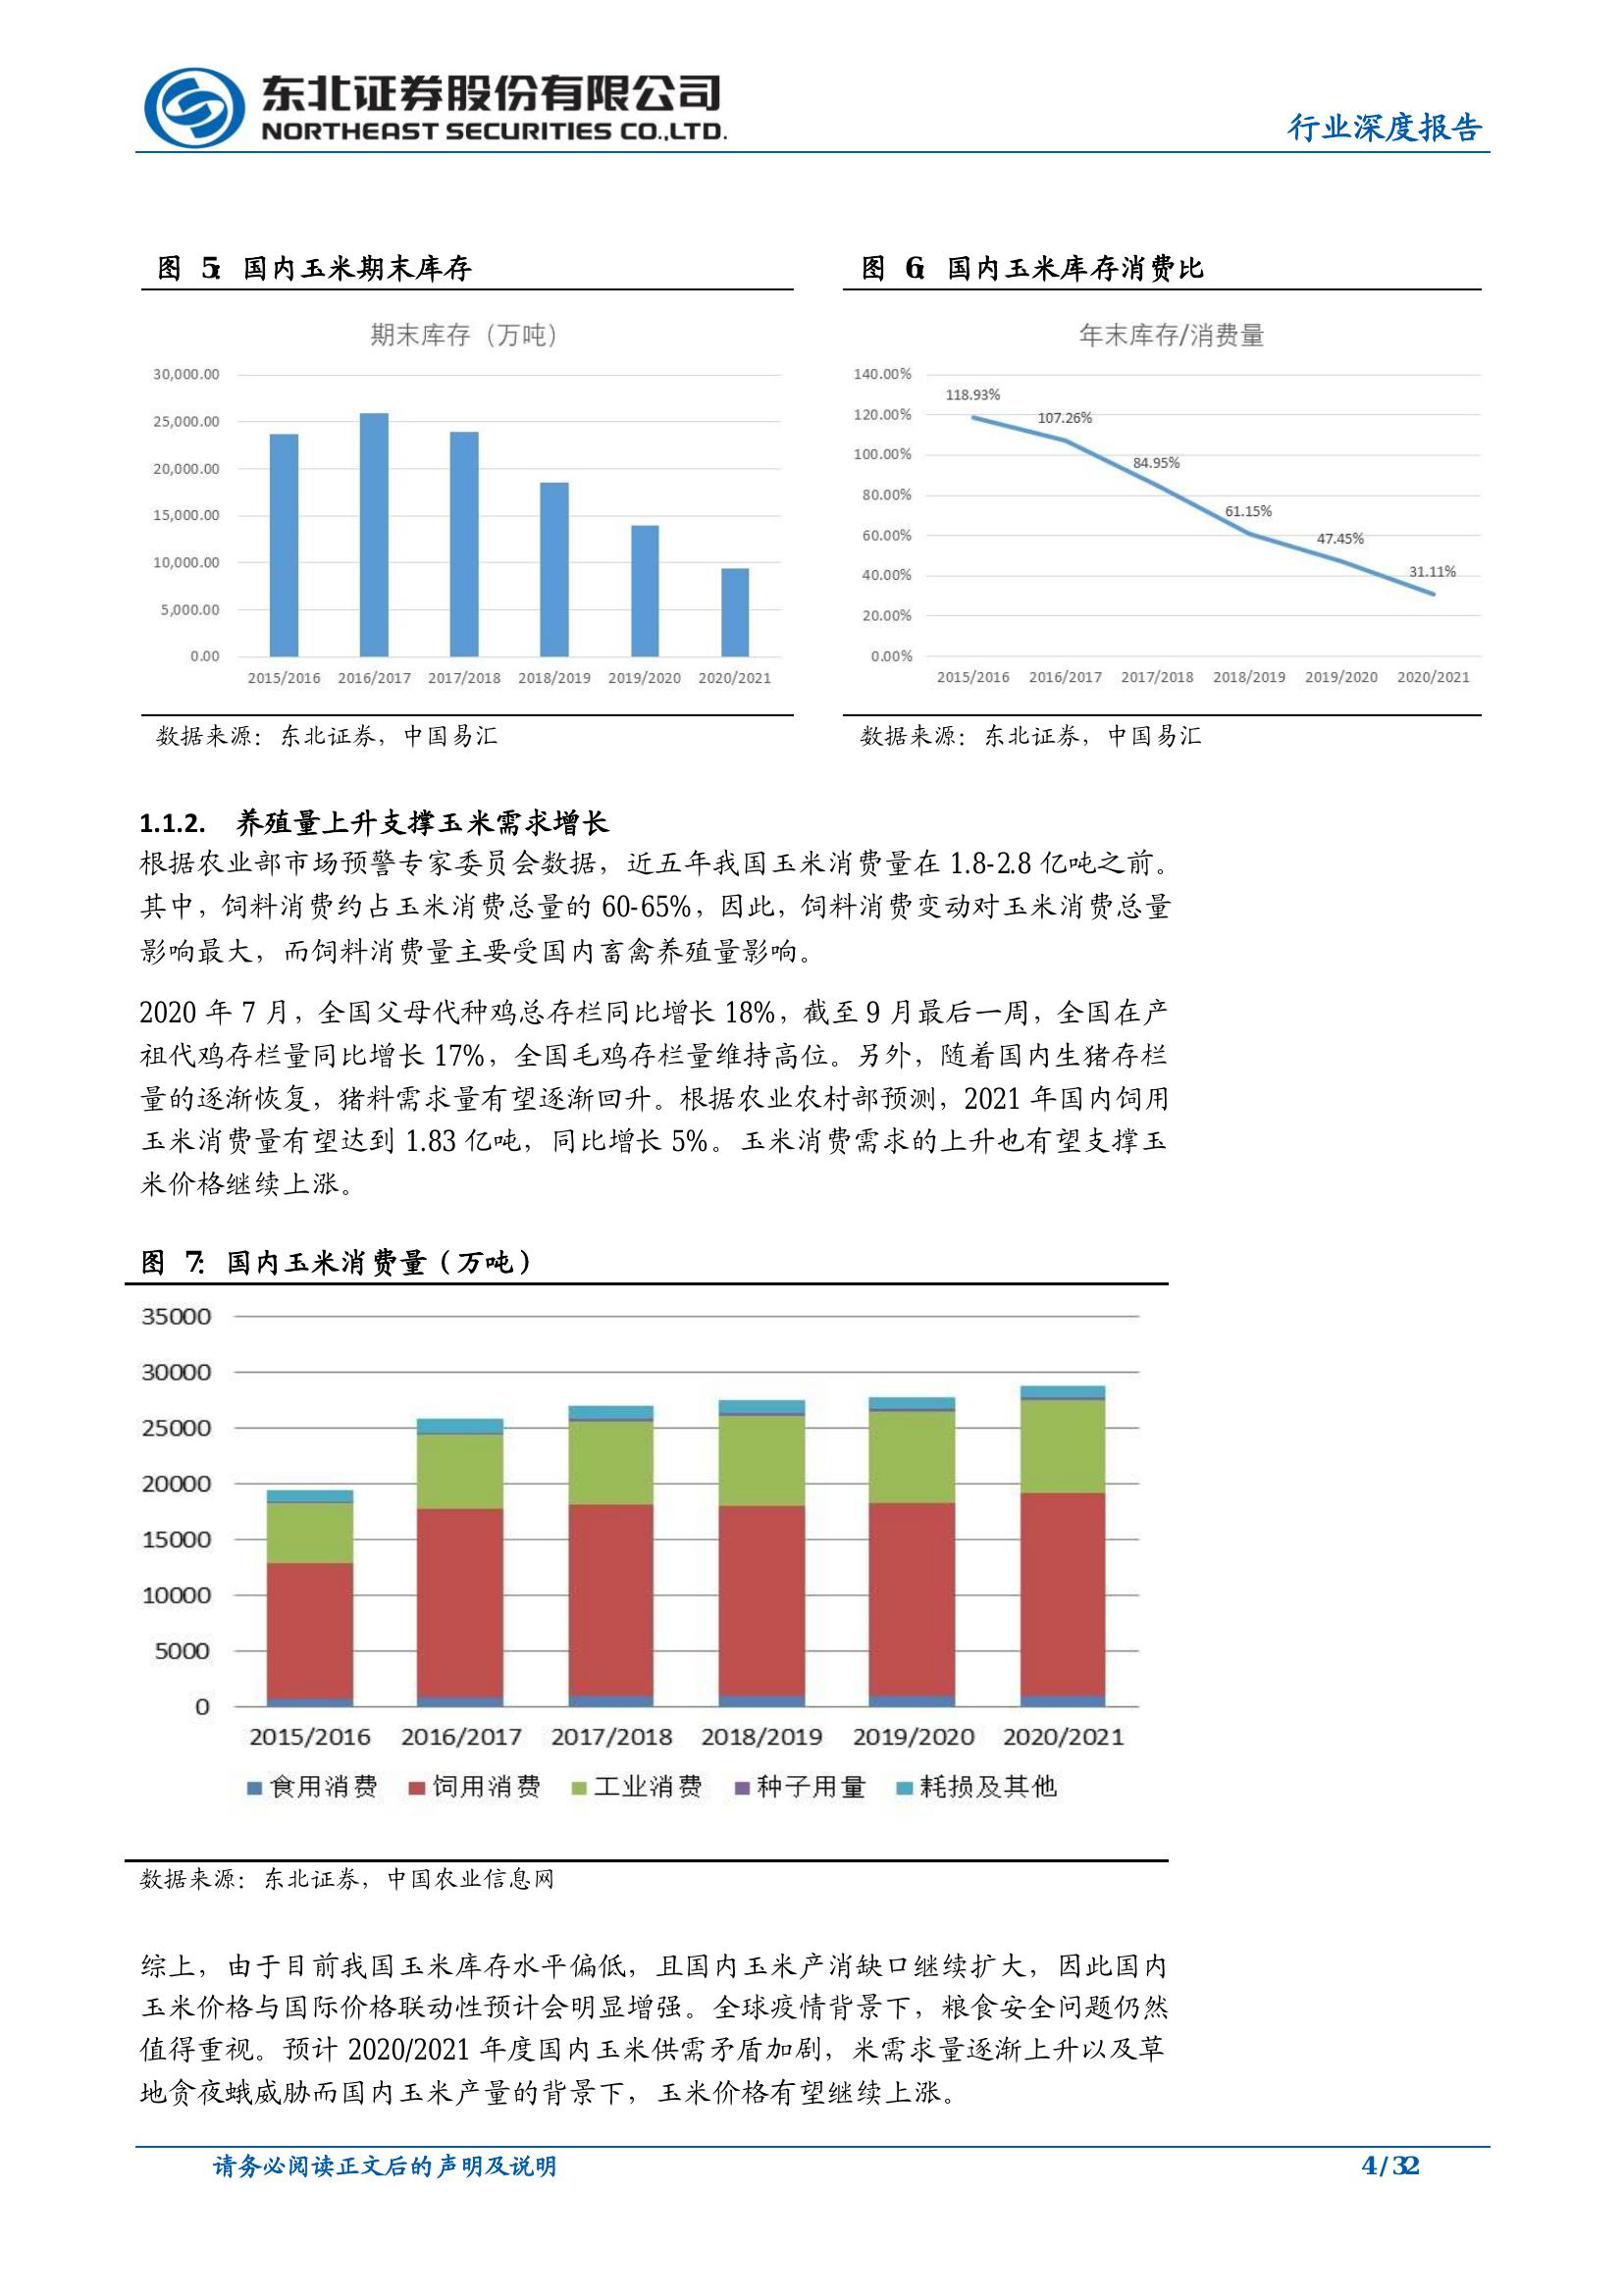 东北证券股份有限公司
NORTHEAST SECURITIES CO.,LTD.
行业深度报告
图 5: 国内玉米期末库存
期末库存（万吨）
30,000.00
25,000.00
20,000.00
15,000.00
10,000.00
5,000.00
0.00
2015/2016 2016/2017 2017/2018 2018/2019 2019/2020 2020/2021
数据来源：东北证券，中国易汇
图 6: 国内玉米库存消费比
年末库存/消费量
140.00%
120.00%
100.00%
80.00%
60.00%
40.00%
20.00%
0.00%
118.93%
107.26%
84.95%
61.15%
47.45%
31.11%
2015/2016 2016/2017 2017/2018 2018/2019 2019/2020 2020/2021
数据来源：东北证券，中国易汇
1.1.2. 养殖量上升支撑玉米需求增长
根据农业部市场预警专家委员会数据，近五年我国玉米消费量在 1.8-2.8 亿吨之前。
其中，饲料消费约占玉米消费总量的 60-65%，因此，饲料消费变动对玉米消费总量
影响最大，而饲料消费量主要受国内畜禽养殖量影响。
2020 年 7 月，全国父母代种鸡总存栏同比增长 18%，截至 9 月最后一周，全国在产
祖代鸡存栏量同比增长 17%，全国毛鸡存栏量维持高位。另外，随着国内生猪存栏
量的逐渐恢复，猪料需求量有望逐渐回升。根据农业农村部预测，2021 年国内饲用
玉米消费量有望达到 1.83 亿吨，同比增长 5%。玉米消费需求的上升也有望支撑玉
米价格继续上涨。
图 7: 国内玉米消费量（万吨）
35000
30000
25000
20000
15000
10000
5000
0
2015/2016 2016/2017 2017/2018 2018/2019 2019/2020 2020/2021
食用消费 饲用消费 工业消费 种子用量 耗损及其他
数据来源：东北证券，中国农业信息网
综上，由于目前我国玉米库存水平偏低，且国内玉米产消缺口继续扩大，因此国内
玉米价格与国际价格联动性预计会明显增强。全球疫情背景下，粮食安全问题仍然
值得重视。预计 2020/2021 年度国内玉米供需矛盾加剧，米需求量逐渐上升以及草
地贪夜蛾威胁而国内玉米产量的背景下，玉米价格有望继续上涨。
请务必阅读正文后的声明及说明
4 / 32